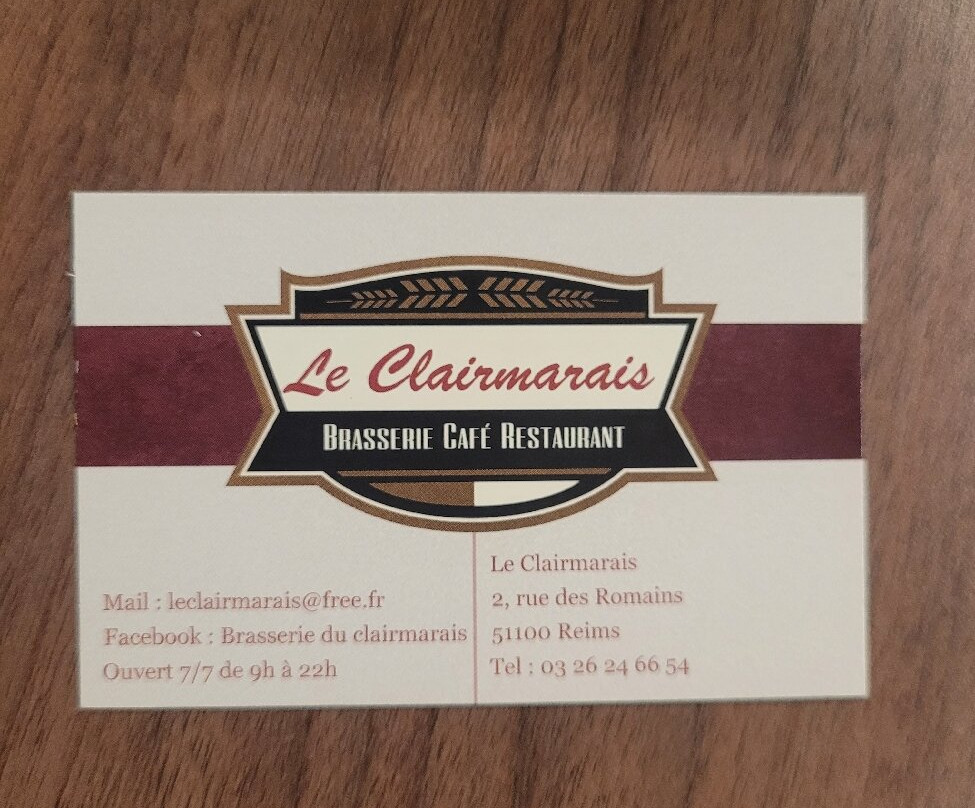 Le Clairmarais
Brasserie Café Restaurant
Mail : leclairmarais@free.fr
Facebook : Brasserie du clairmarais
Ouvert 7/7 de 9h à 22h
Le Clairmarais
2, rue des Romains
51100 Reims
Tel : 03 26 24 66 54